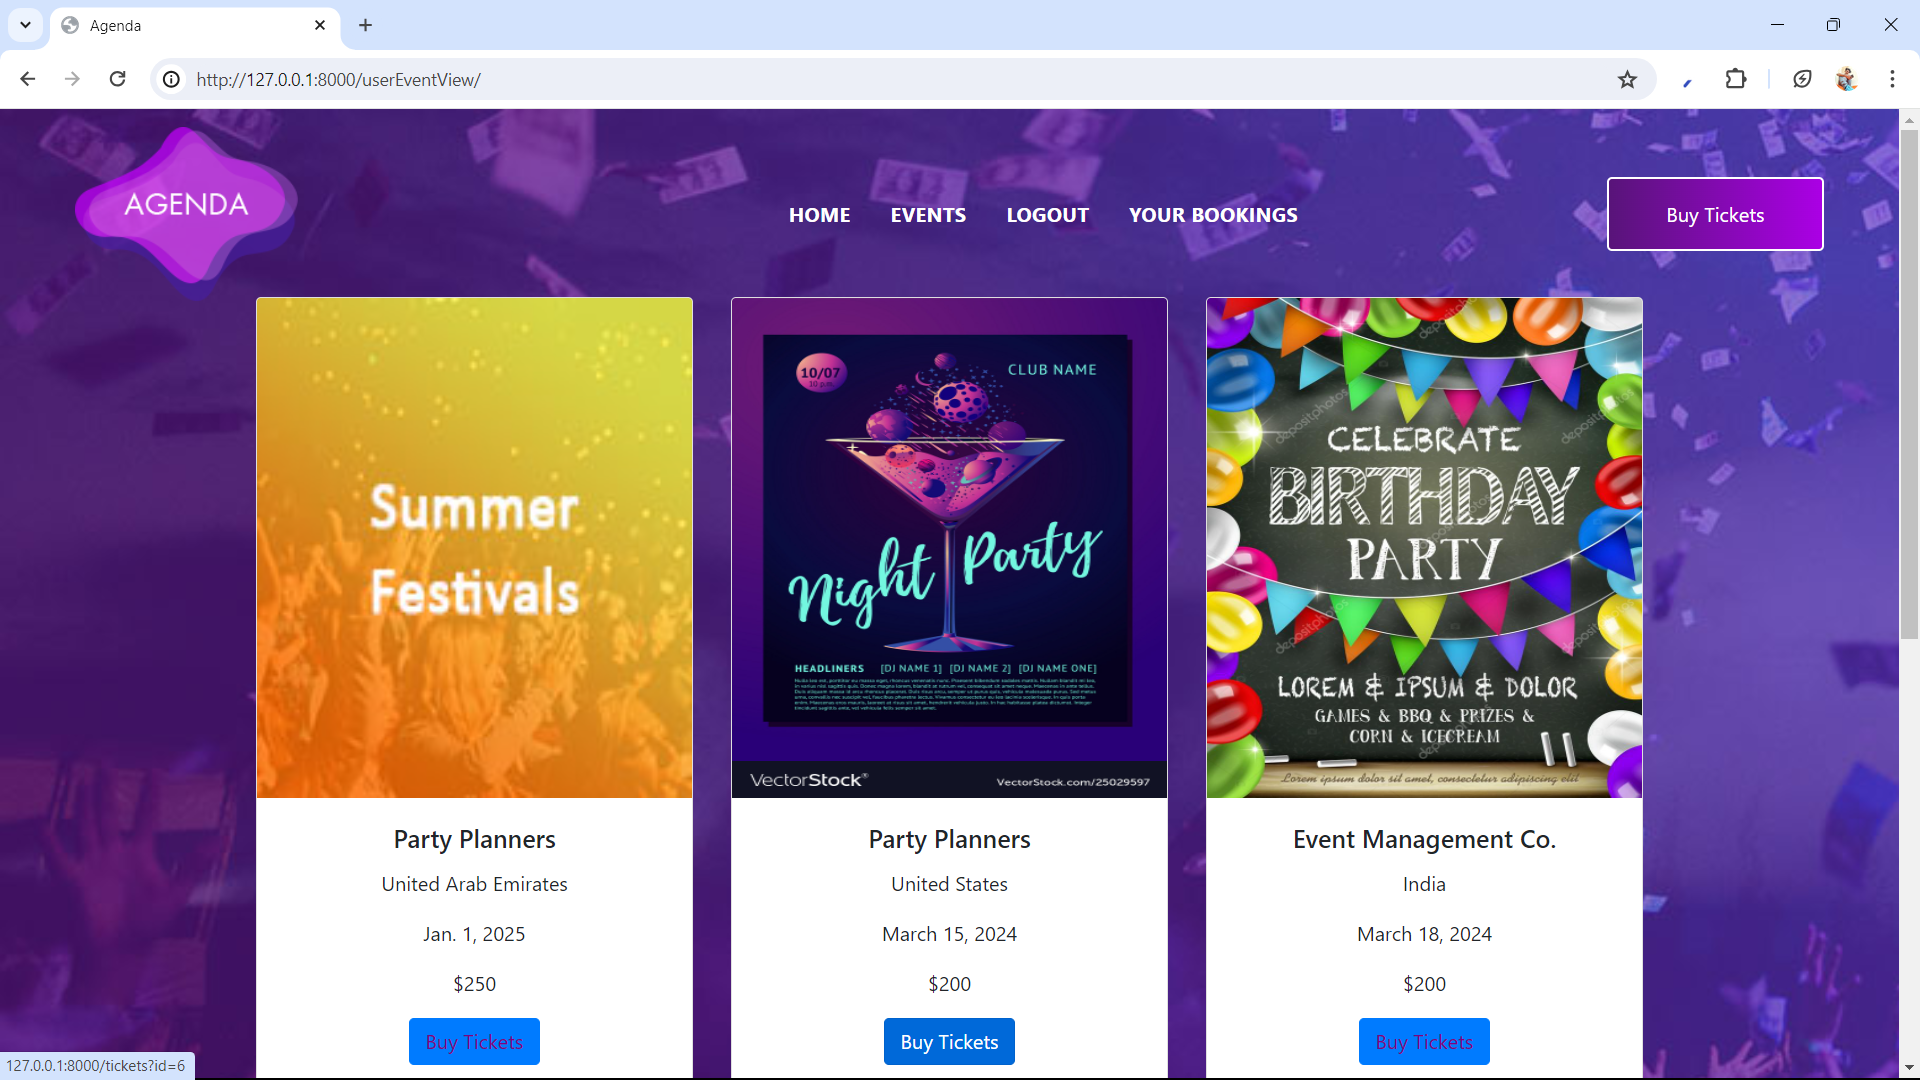 Agenda
http://127.0.0.1:8000/userEventView/
AGENDA
HOME EVENTS LOGOUT YOUR BOOKINGS
Buy Tickets
Summer
Festivals
10/07
10 p.m.
CLUB NAME
Night Party
HEADLINERS [DJ NAME 1] [DJ NAME 2] [DJ NAME ONE]
VectorStock®
VectorStock.com/25029597
CELEBRATE
BIRTHDAY
PARTY
LOREM & IPSUM & DOLOR
GAMES & BBQ & PRIZES &
CORN & ICECREAM
Lorem ipsum dolor sit amet, consectetur adipiscing elit
depositphotos
depositphotos
depositphotos
depositphotos
Party Planners
United Arab Emirates
Jan. 1, 2025
$250
Buy Tickets
Party Planners
United States
March 15, 2024
$200
Buy Tickets
Event Management Co.
India
March 18, 2024
$200
Buy Tickets
127.0.0.1:8000/tickets?id=6